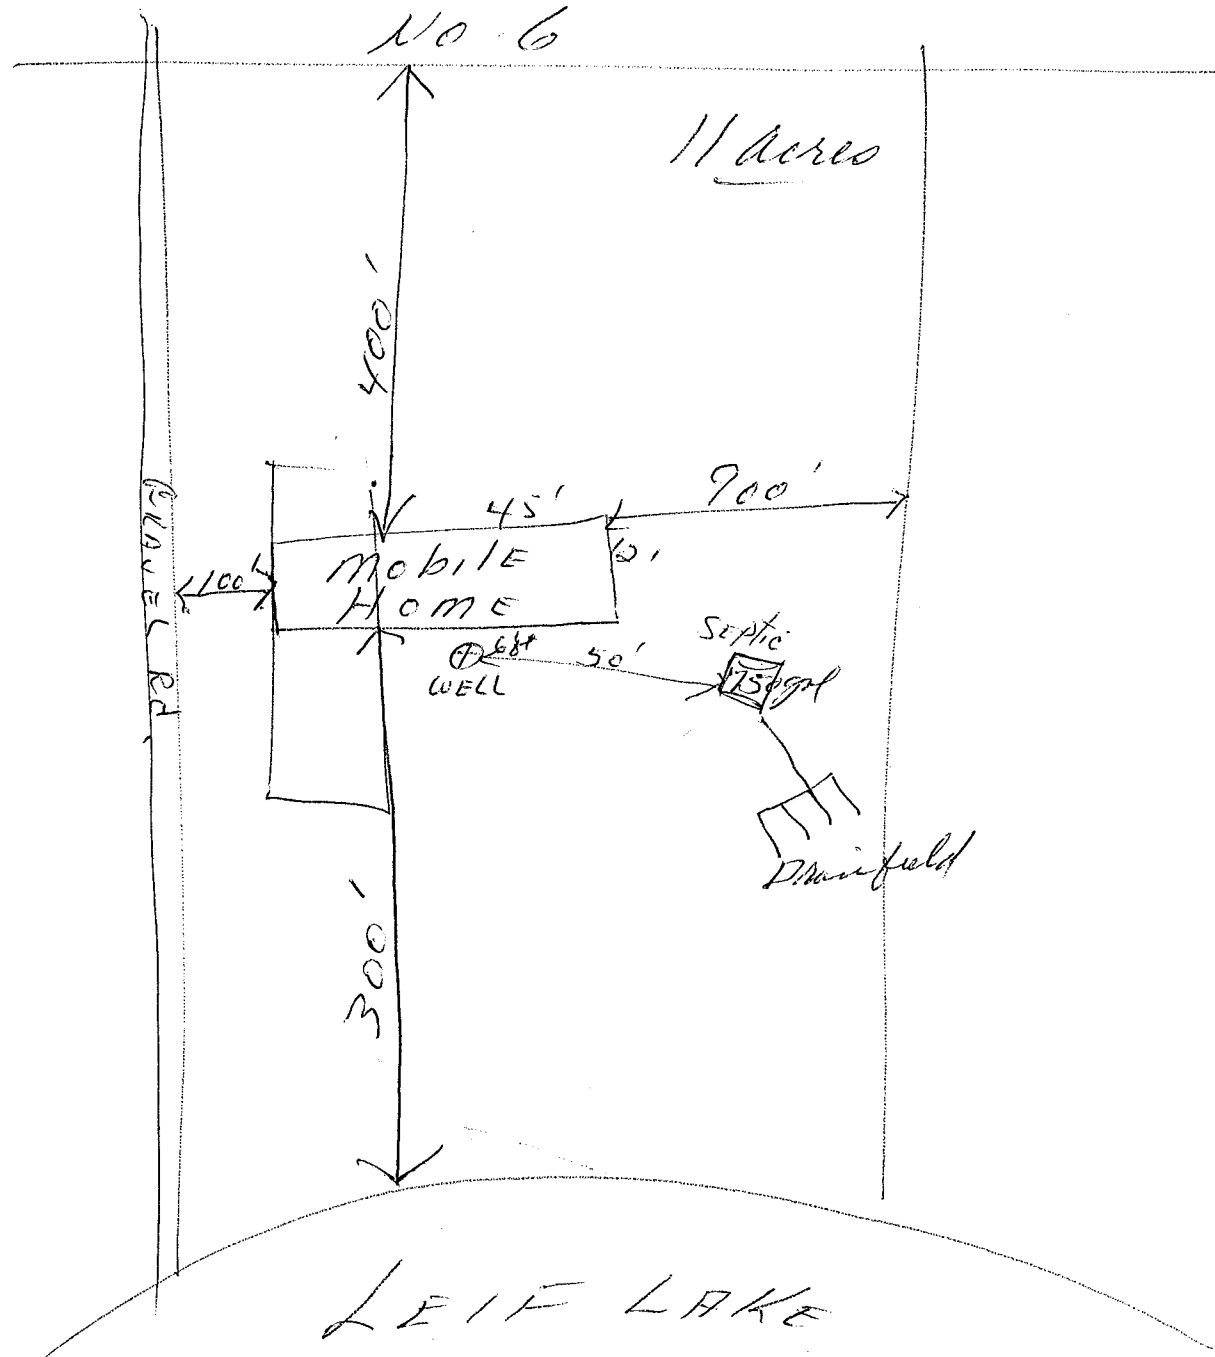 No. 6
11 acres
400'
45'
900'
12'
Mobile
Home
100'
GRAVEL Rd.
Septic
750 gal
50'
WELL
Drainfield
300'
LEIF LAKE